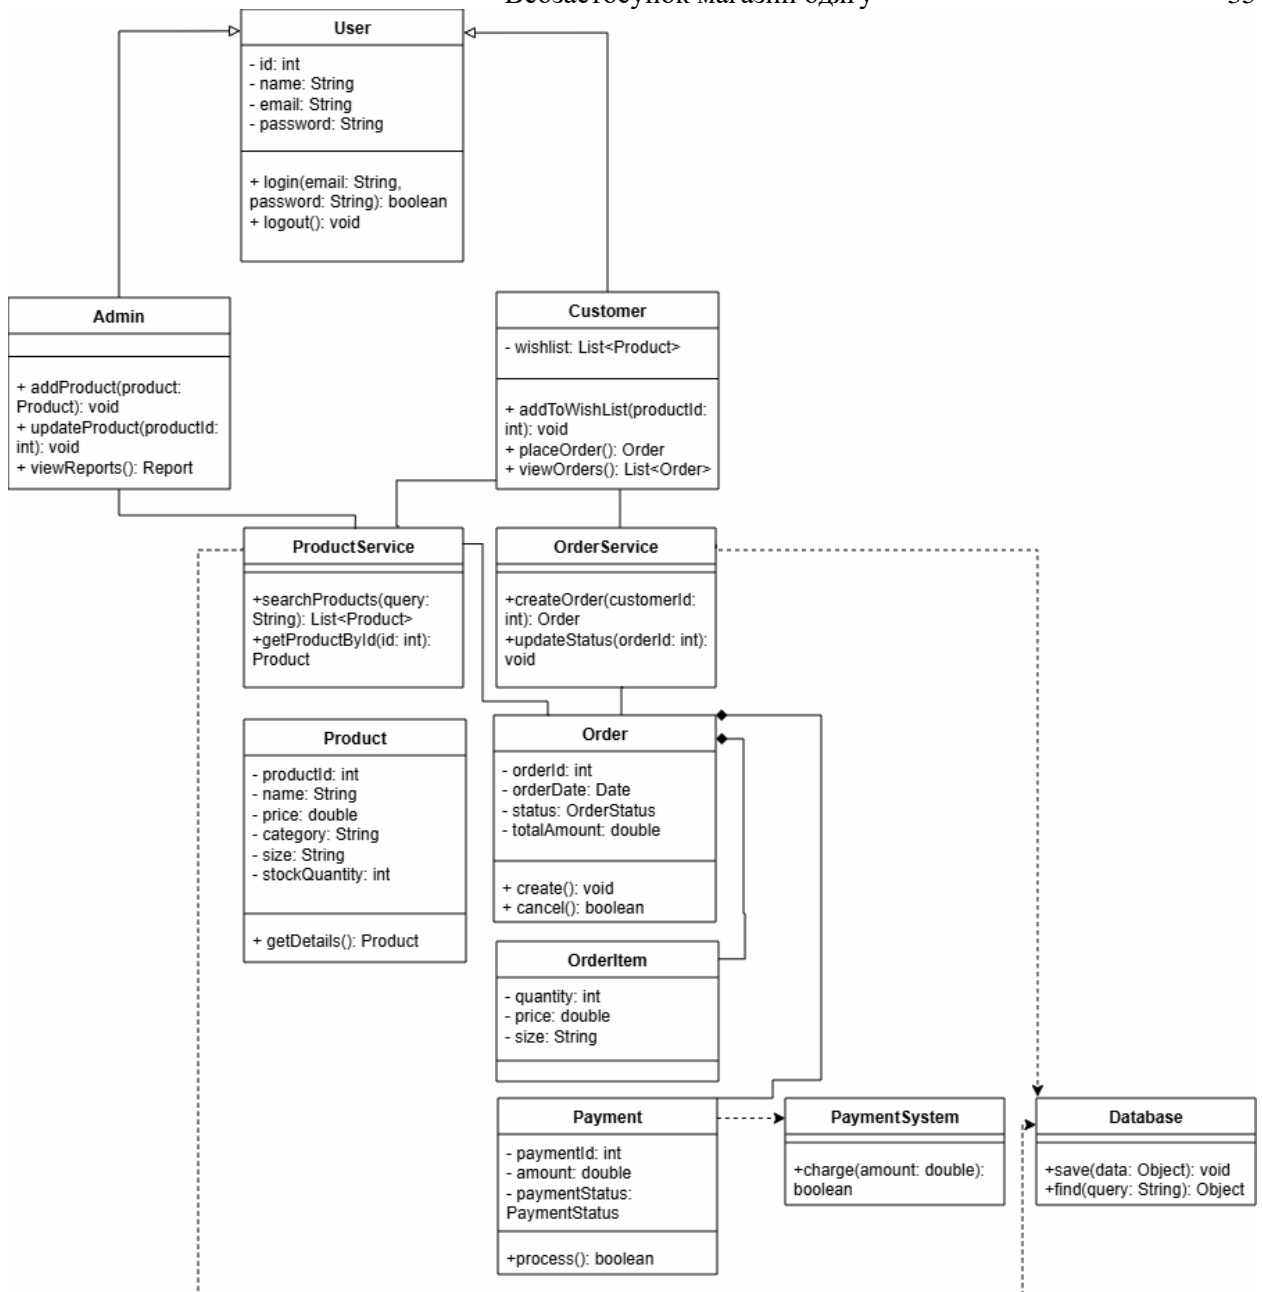 Вебзастосунок магазин одягу
User
- id: int
- name: String
- email: String
- password: String
+ login(email: String,
password: String): boolean
+ logout(): void
Admin
+ addProduct(product:
Product): void
+ updateProduct(productId:
int): void
+ viewReports(): Report
Customer
- wishlist: List<Product>
+ addToWishList(productId:
int): void
+ placeOrder(): Order
+ viewOrders(): List<Order>
ProductService
+searchProducts(query:
String): List<Product>
+getProductById(id: int):
Product
OrderService
+createOrder(customerId:
int): Order
+updateStatus(orderId: int):
void
Product
- productId: int
- name: String
- price: double
- category: String
- size: String
- stockQuantity: int
+ getDetails(): Product
Order
- orderId: int
- orderDate: Date
- status: OrderStatus
- totalAmount: double
+ create(): void
+ cancel(): boolean
OrderItem
- quantity: int
- price: double
- size: String
Payment
- paymentId: int
- amount: double
- paymentStatus:
PaymentStatus
+process(): boolean
PaymentSystem
+charge(amount: double):
boolean
Database
+save(data: Object): void
+find(query: String): Object